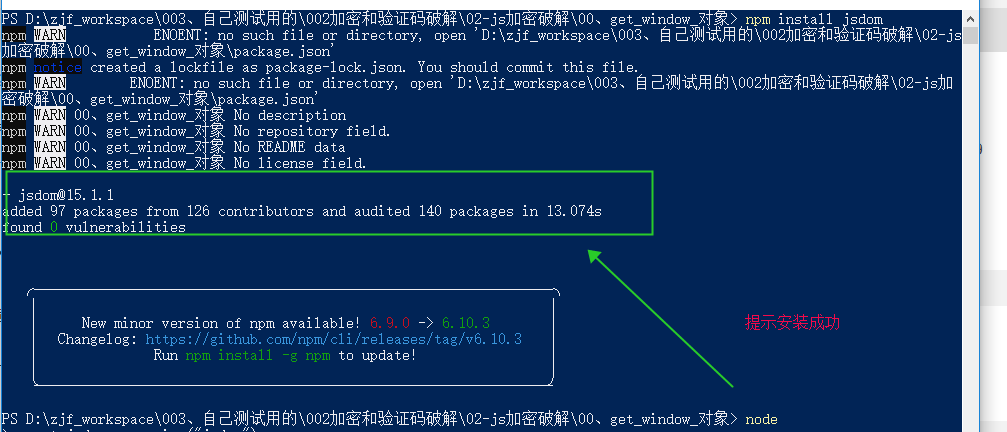 PS D:\zjf_workspace\003、自己测试用的\002加密和验证码破解\02-js加密破解\00、get_window_对象> npm install jsdom
npm WARN ENOENT: no such file or directory, open 'D:\zjf_workspace\003、自己测试用的\002加密和验证码破解\02-js
加密破解\00、get_window_对象\package.json'
npm notice created a lockfile as package-lock.json. You should commit this file.
npm WARN ENOENT: no such file or directory, open 'D:\zjf_workspace\003、自己测试用的\002加密和验证码破解\02-js加
密破解\00、get_window_对象\package.json'
npm WARN 00、get_window_对象 No description
npm WARN 00、get_window_对象 No repository field.
npm WARN 00、get_window_对象 No README data
npm WARN 00、get_window_对象 No license field.
+ jsdom@15.1.1
added 97 packages from 126 contributors and audited 140 packages in 13.074s
found 0 vulnerabilities
New minor version of npm available! 6.9.0 -> 6.10.3
Changelog: https://github.com/npm/cli/releases/tag/v6.10.3
Run npm install -g npm to update!
提示安装成功
PS D:\zjf_workspace\003、自己测试用的\002加密和验证码破解\02-js加密破解\00、get_window_对象> node